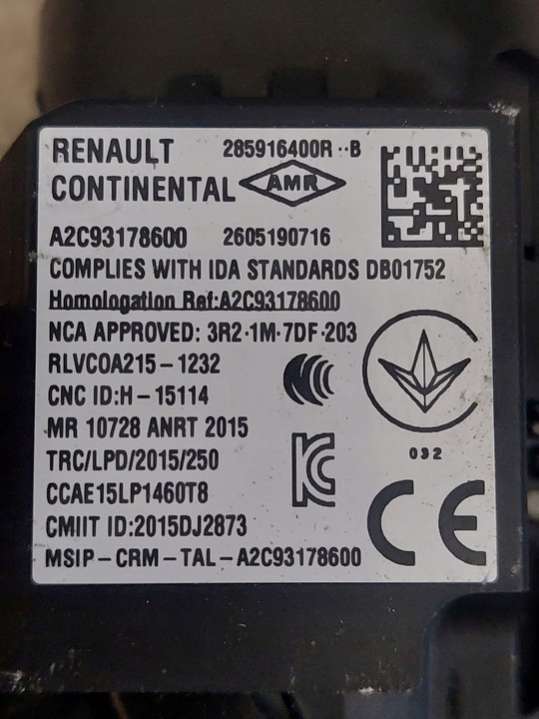 RENAULT 285916400R --B
CONTINENTAL AMR
A2C93178600 2605190716
COMPLIES WITH IDA STANDARDS DB01752
Homologation Ref:A2C93178600
NCA APPROVED: 3R2-1M-7DF-203
RLVCOA215-1232
CNC ID:H-15114
MR 10728 ANRT 2015
032
TRC/LPD/2015/250
CCAE15LP1460T8
CMIIT ID:2015DJ2873
CE
MSIP-CRM-TAL-A2C93178600